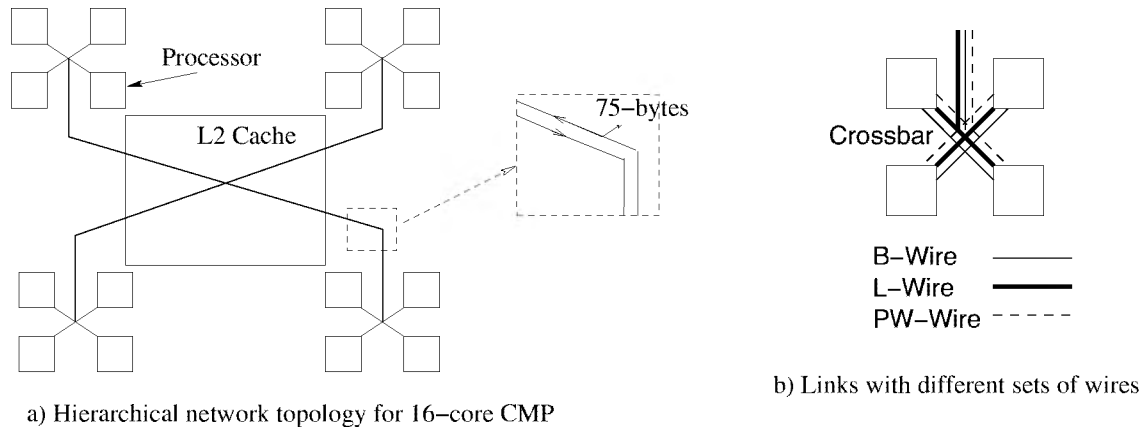 Processor
L2 Cache
75-bytes
a) Hierarchical network topology for 16-core CMP
Crossbar
B-Wire
L-Wire
PW-Wire
b) Links with different sets of wires